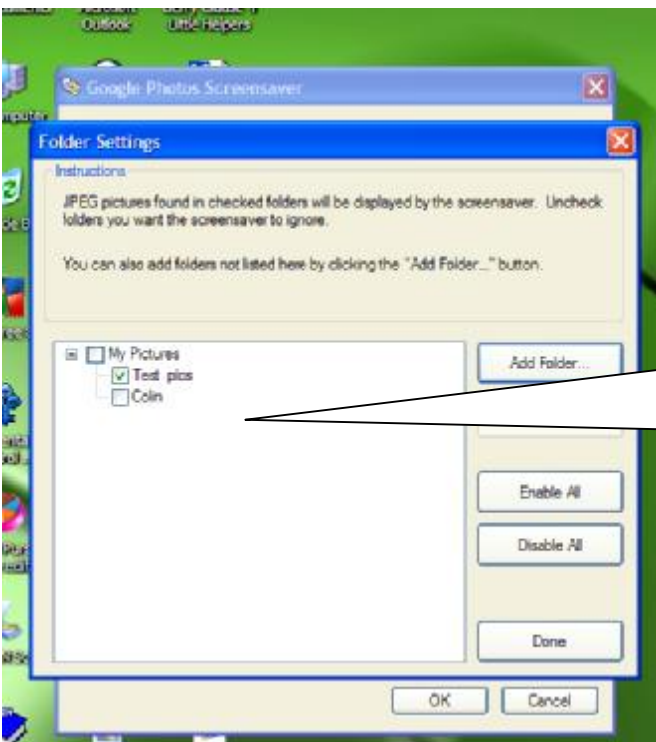 Outlook
Little Helpers
Google Photos Screensaver
Folder Settings
Instructions
JPEG pictures found in checked folders will be displayed by the screensaver. Uncheck
folders you want the screensaver to ignore.
You can also add folders not listed here by clicking the "Add Folder..." button.
My Pictures
Test pics
Colin
Add Folder...
Enable All
Disable All
Done
OK
Cancel